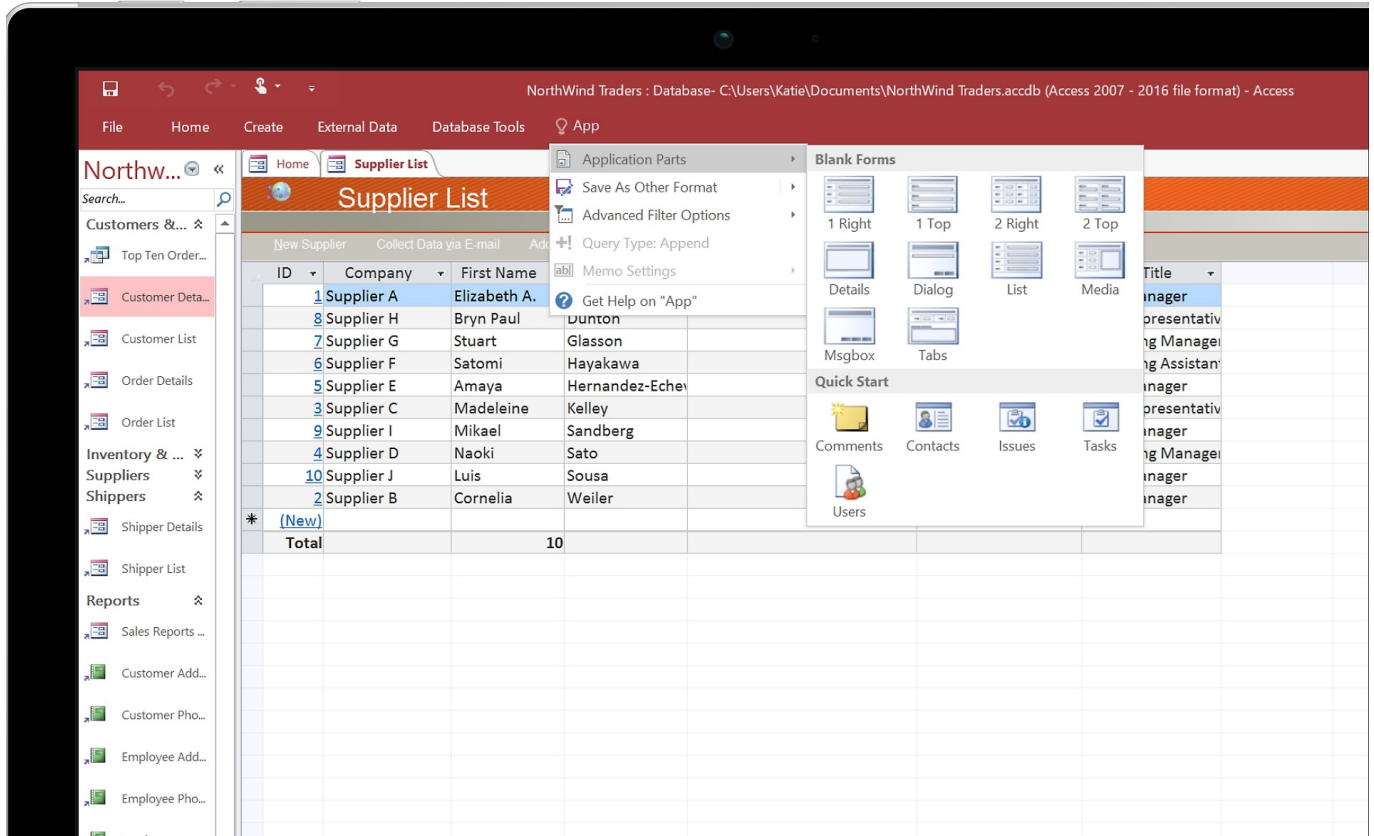 NorthWind Traders : Database- C:\Users\Katie\Documents\NorthWind Traders.accdb (Access 2007 - 2016 file format) - Access
File Home Create External Data Database Tools App
Northw...
Search...
Customers &...
Top Ten Order...
Customer Deta...
Customer List
Order Details
Order List
Inventory & ...
Suppliers
Shippers
Shipper Details
Shipper List
Reports
Sales Reports ...
Customer Add...
Customer Pho...
Employee Add...
Employee Pho...
Home Supplier List
Supplier List
New Supplier Collect Data via E-mail
ID Company First Name Title
1 Supplier A Elizabeth A.
8 Supplier H Bryn Paul Dunton
7 Supplier G Stuart Glasson
6 Supplier F Satomi Hayakawa
5 Supplier E Amaya Hernandez-Echev
3 Supplier C Madeleine Kelley
9 Supplier I Mikael Sandberg
4 Supplier D Naoki Sato
10 Supplier J Luis Sousa
2 Supplier B Cornelia Weiler
(New)
Total 10
Application Parts
Save As Other Format
Advanced Filter Options
Query Type: Append
Memo Settings
Get Help on "App"
Blank Forms
1 Right 1 Top 2 Right 2 Top
Details Dialog List Media
Msgbox Tabs
Quick Start
Comments Contacts Issues Tasks
Users